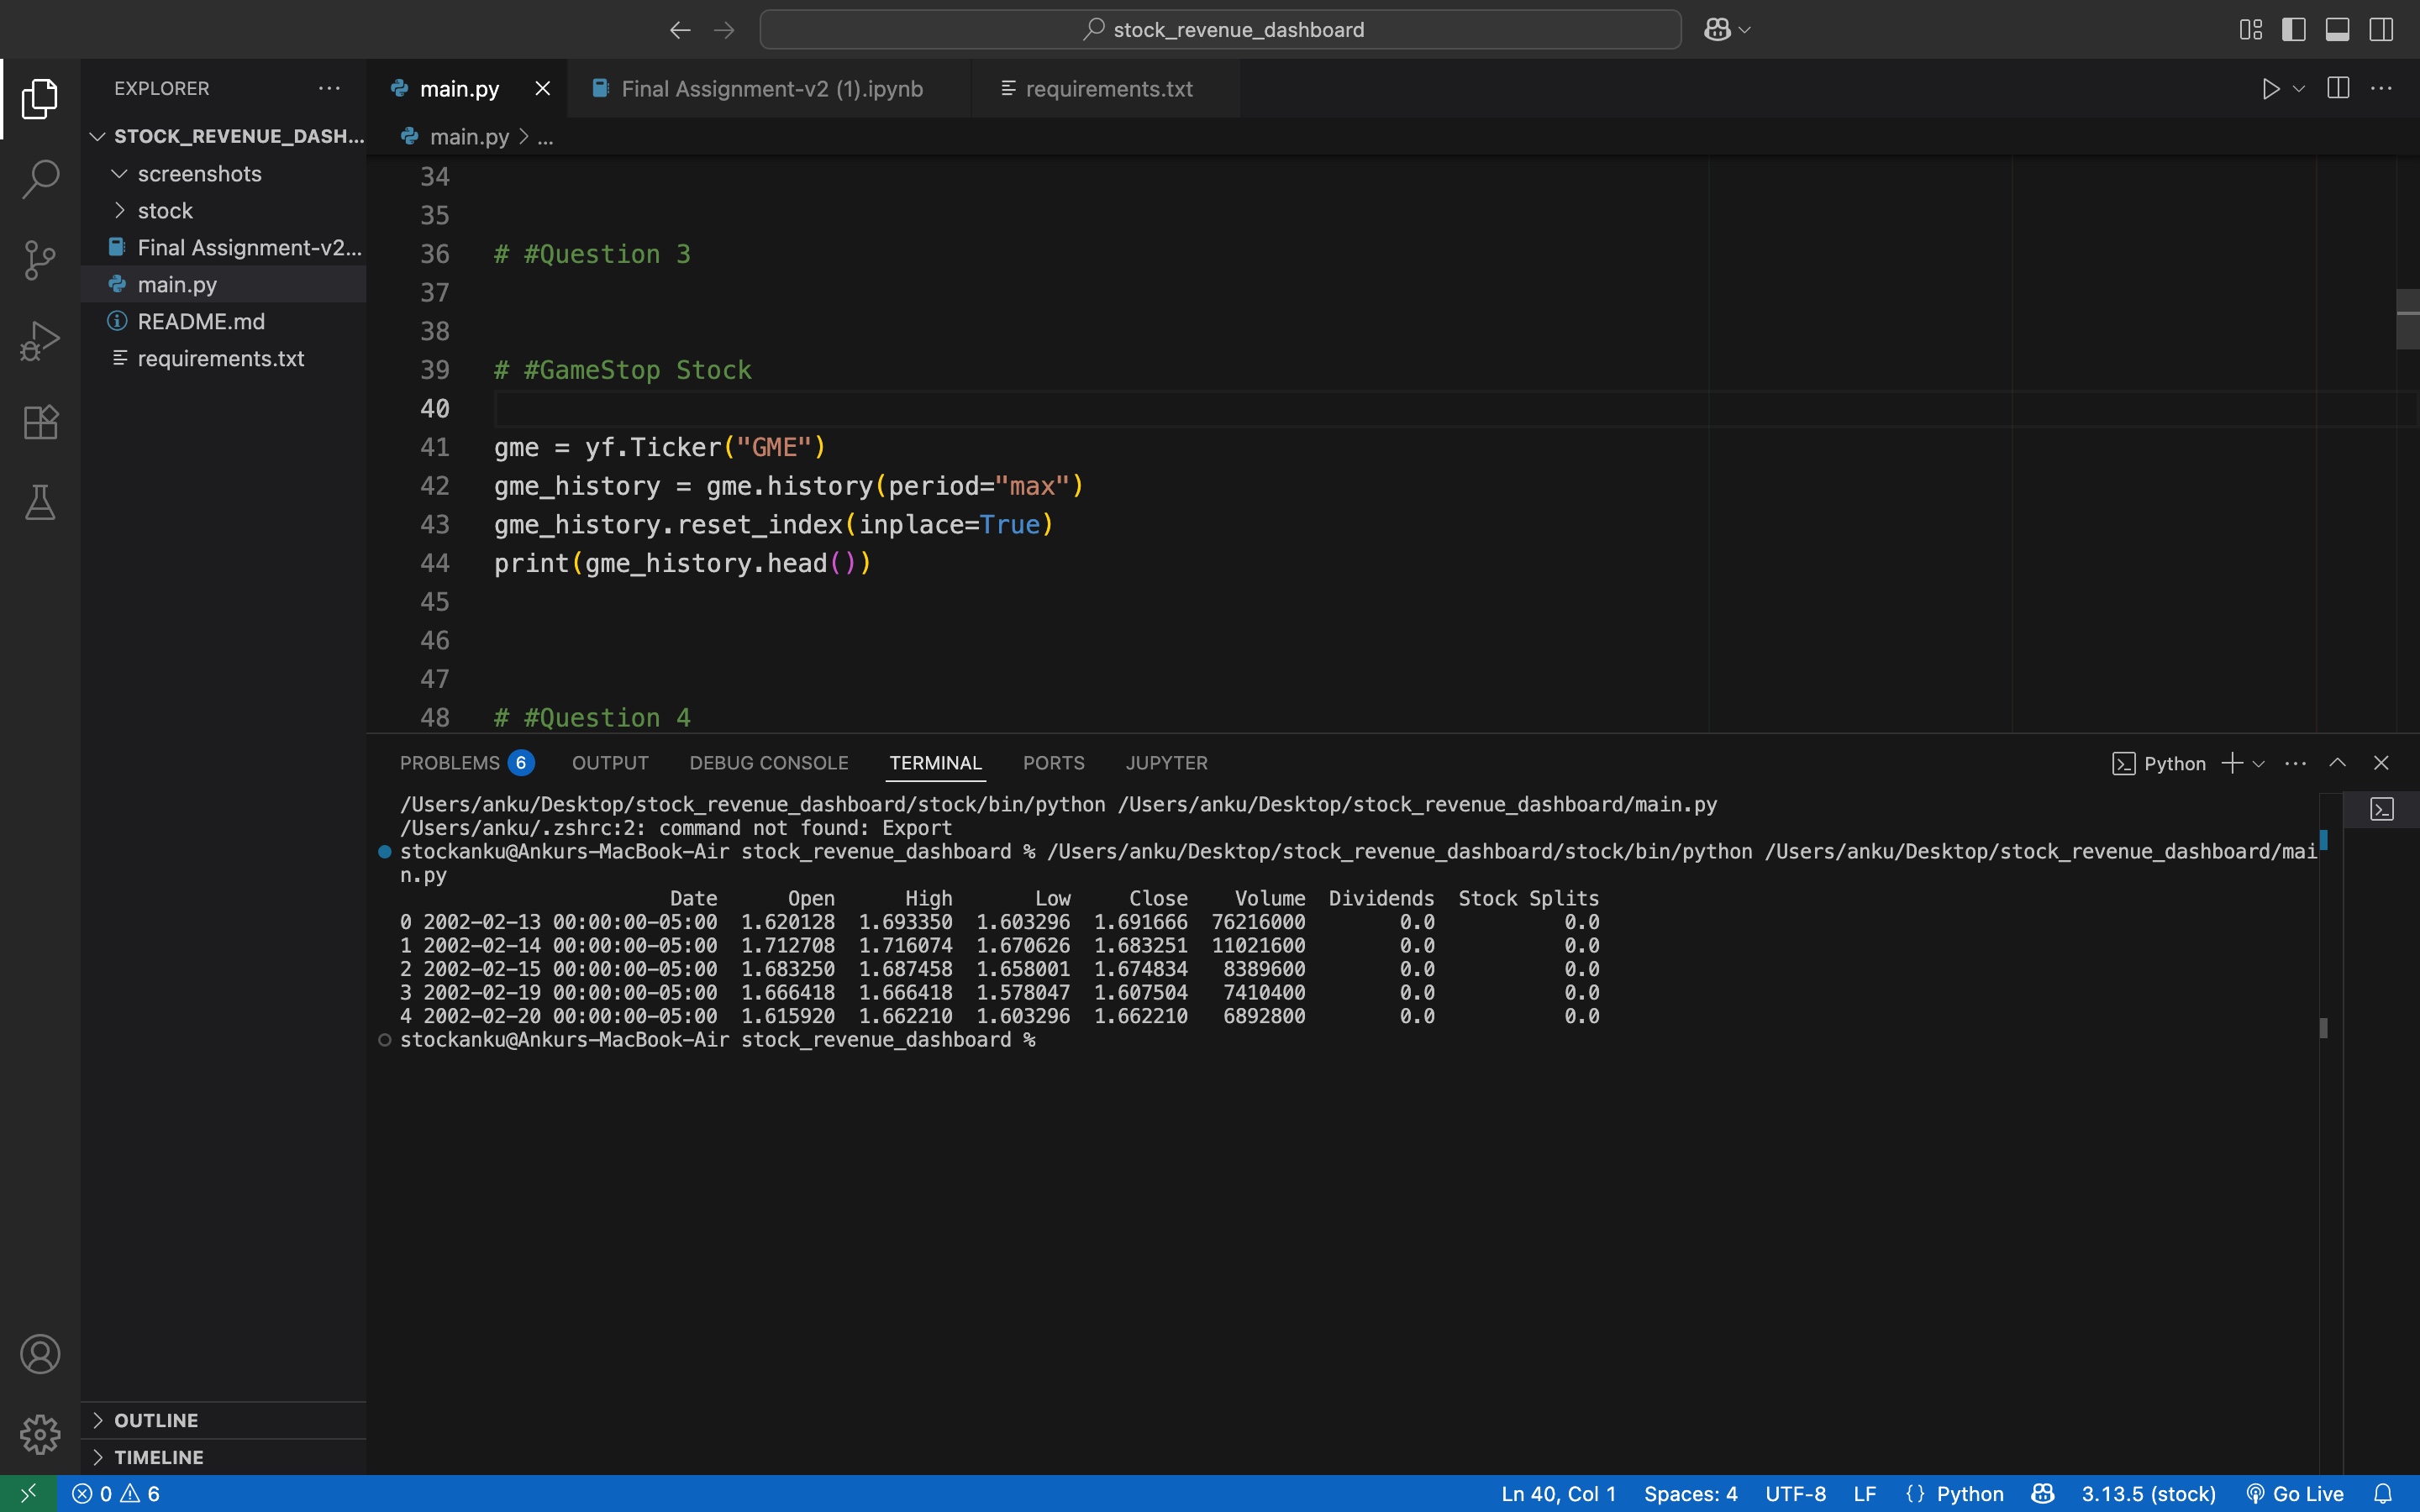 stock_revenue_dashboard
EXPLORER
main.py
Final Assignment-v2 (1).ipynb
requirements.txt
STOCK_REVENUE_DASH...
main.py > ...
screenshots
stock
Final Assignment-v2...
main.py
README.md
requirements.txt
34
35
36 # #Question 3
37
38
39 # #GameStop Stock
40
41 gme = yf.Ticker("GME")
42 gme_history = gme.history(period="max")
43 gme_history.reset_index(inplace=True)
44 print(gme_history.head())
45
46
47
48 # #Question 4
PROBLEMS 6 OUTPUT DEBUG CONSOLE TERMINAL PORTS JUPYTER
Python
/Users/anku/Desktop/stock_revenue_dashboard/stock/bin/python /Users/anku/Desktop/stock_revenue_dashboard/main.py
/Users/anku/.zshrc:2: command not found: Export
stockanku@Ankurs-MacBook-Air stock_revenue_dashboard % /Users/anku/Desktop/stock_revenue_dashboard/stock/bin/python /Users/anku/Desktop/stock_revenue_dashboard/mai
n.py
Date Open High Low Close Volume Dividends Stock Splits
0 2002-02-13 00:00:00-05:00 1.620128 1.693350 1.603296 1.691666 76216000 0.0 0.0
1 2002-02-14 00:00:00-05:00 1.712708 1.716074 1.670626 1.683251 11021600 0.0 0.0
2 2002-02-15 00:00:00-05:00 1.683250 1.687458 1.658001 1.674834 8389600 0.0 0.0
3 2002-02-19 00:00:00-05:00 1.666418 1.666418 1.578047 1.607504 7410400 0.0 0.0
4 2002-02-20 00:00:00-05:00 1.615920 1.662210 1.603296 1.662210 6892800 0.0 0.0
stockanku@Ankurs-MacBook-Air stock_revenue_dashboard %
OUTLINE
TIMELINE
0 6
Ln 40, Col 1 Spaces: 4 UTF-8 LF {} Python 3.13.5 (stock) Go Live